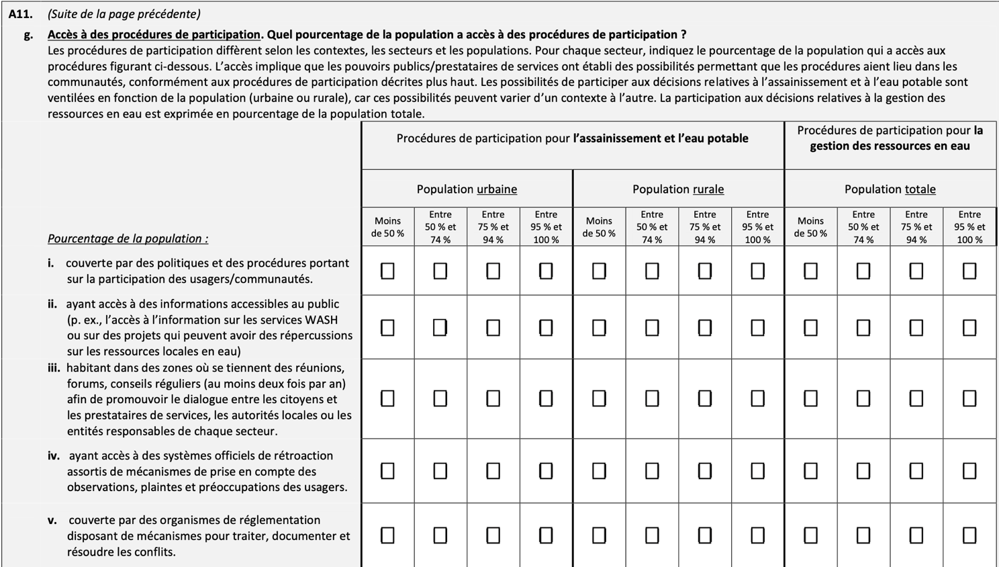 A11. (Suite de la page précédente)
g. Accès à des procédures de participation. Quel pourcentage de la population a accès à des procédures de participation ?
Les procédures de participation diffèrent selon les contextes, les secteurs et les populations. Pour chaque secteur, indiquez le pourcentage de la population qui a accès aux
procédures figurant ci-dessous. L’accès implique que les pouvoirs publics/prestataires de services ont établi des possibilités permettant que les procédures aient lieu dans les
communautés, conformément aux procédures de participation décrites plus haut. Les possibilités de participer aux décisions relatives à l’assainissement et à l’eau potable sont
ventilées en fonction de la population (urbaine ou rurale), car ces possibilités peuvent varier d’un contexte à l’autre. La participation aux décisions relatives à la gestion des
ressources en eau est exprimée en pourcentage de la population totale.
Procédures de participation pour l’assainissement et l’eau potable
Procédures de participation pour la
gestion des ressources en eau
Population urbaine
Population rurale
Population totale
Pourcentage de la population :
Moins
de 50 %
Entre
50 % et
74 %
Entre
75 % et
94 %
Entre
95 % et
100 %
Moins
de 50 %
Entre
50 % et
74 %
Entre
75 % et
94 %
Entre
95 % et
100 %
Moins
de 50 %
Entre
50 % et
74 %
Entre
75 % et
94 %
Entre
95 % et
100 %
i. couverte par des politiques et des procédures portant
sur la participation des usagers/communautés.
ii. ayant accès à des informations accessibles au public
(p. ex., l’accès à l’information sur les services WASH
ou sur des projets qui peuvent avoir des répercussions
sur les ressources locales en eau)
iii. habitant dans des zones où se tiennent des réunions,
forums, conseils réguliers (au moins deux fois par an)
afin de promouvoir le dialogue entre les citoyens et
les prestataires de services, les autorités locales ou les
entités responsables de chaque secteur.
iv. ayant accès à des systèmes officiels de rétroaction
assortis de mécanismes de prise en compte des
observations, plaintes et préoccupations des usagers.
v. couverte par des organismes de réglementation
disposant de mécanismes pour traiter, documenter et
résoudre les conflits.